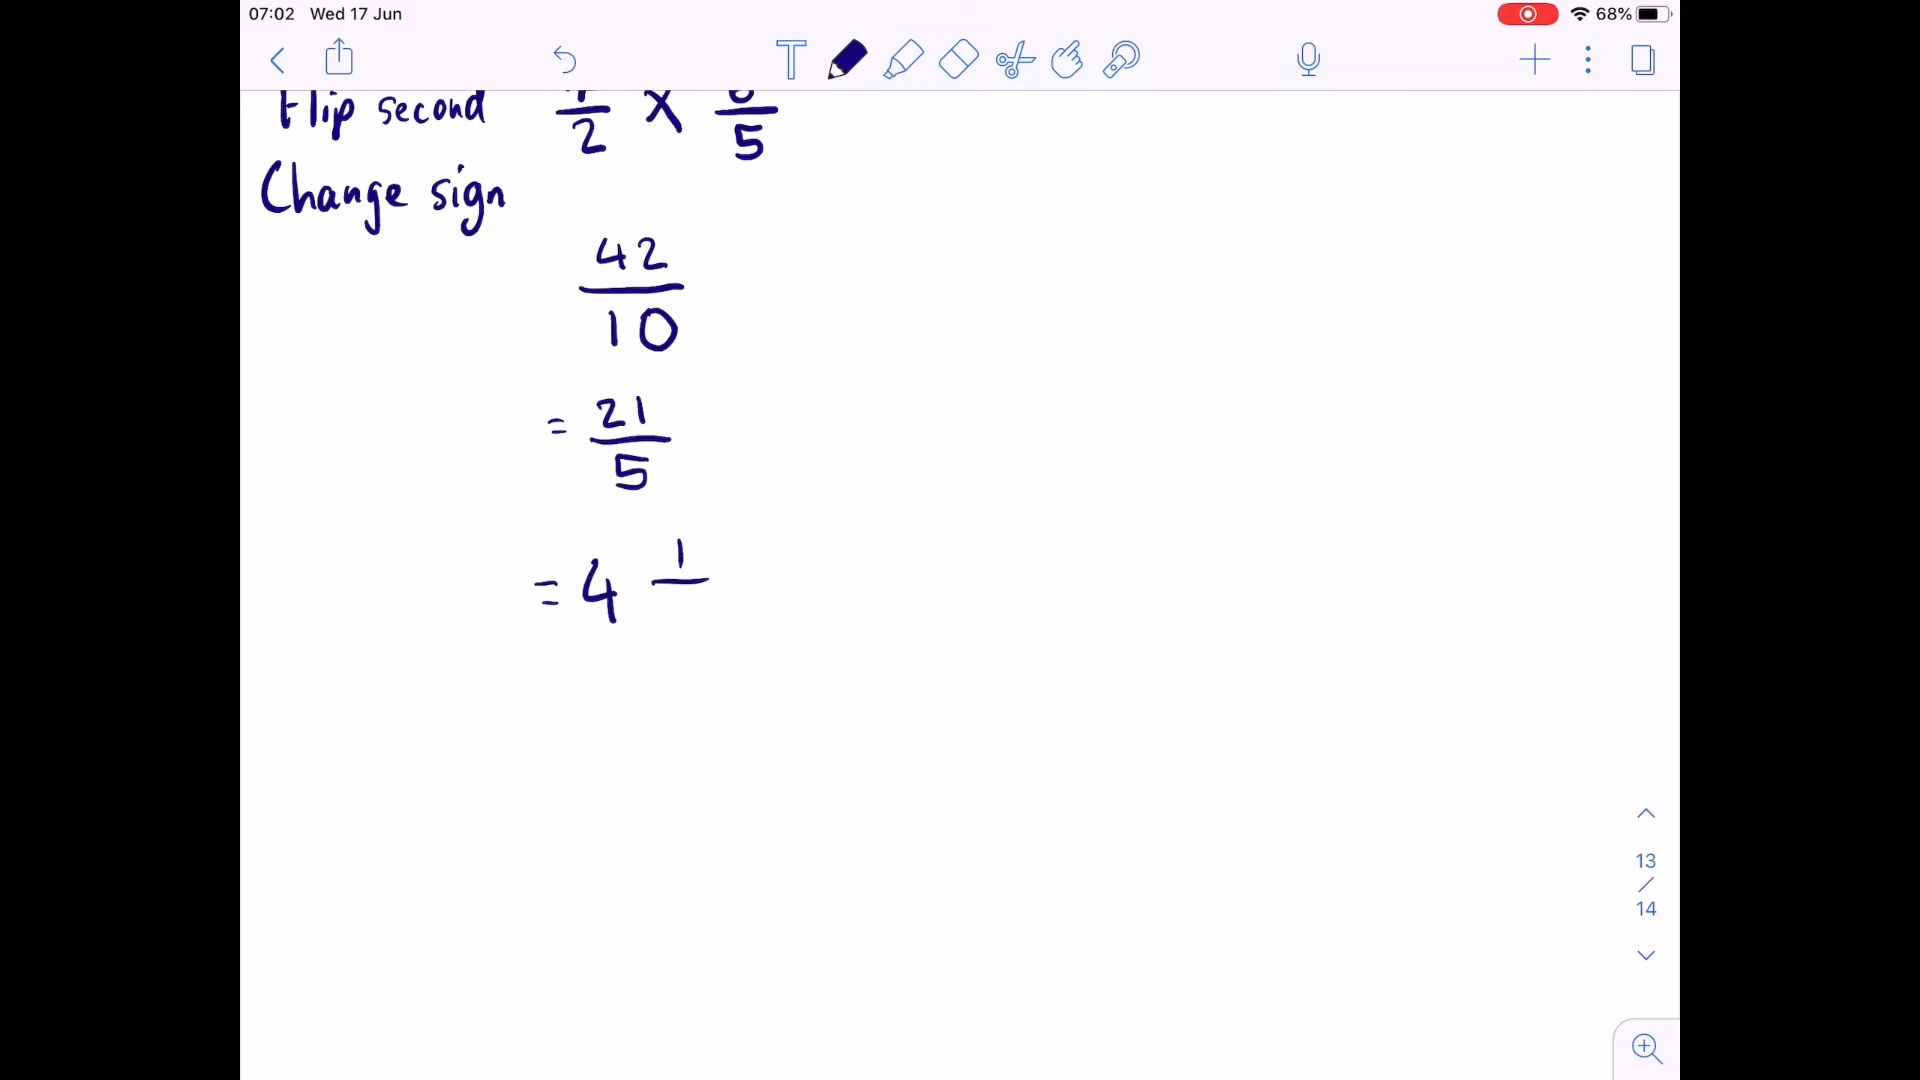 07:02 Wed 17 Jun
68%
T
Flip second /2 X /5
Change sign
42
10
= 21
5
= 4 1
13
/
14